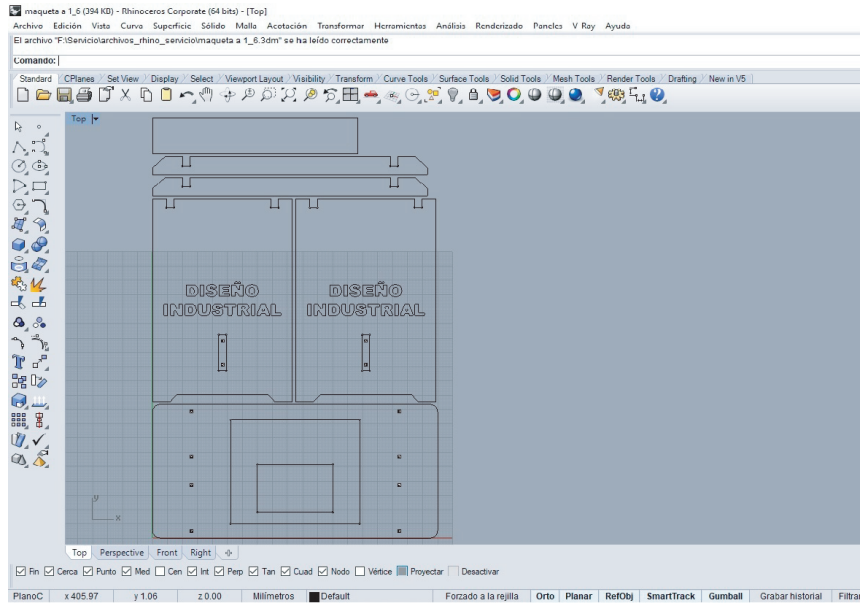 maqueta a 1_6 (394 KB) - Rhinoceros Corporate (64 bits) - [Top]
Archivo Edición Vista Curva Superficie Sólido Malla Acotación Transformar Herramientas Análisis Renderizado Paneles V Ray Ayuda
El archivo "F:\Servicio\archivos_rhino_servicio\maqueta a 1_6.3dm" se ha leído correctamente
Comando:
Standard CPlanes Set View Display Select Viewport Layout Visibility Transform Curve Tools Surface Tools Solid Tools Mesh Tools Render Tools Drafting New in V5
Top
DISEÑO DISEÑO
INDUSTRIAL INDUSTRIAL
y
x
Top Perspective Front Right
Fin Cerca Punto Med Cen Int Perp Tan Cuad Nodo Vértice Proyectar Desactivar
PlanoC x 405.97 y 1.06 z 0.00 Milímetros Default Forzado a la rejilla Orto Planar RefObj SmartTrack Gumball Grabar historial Filtra